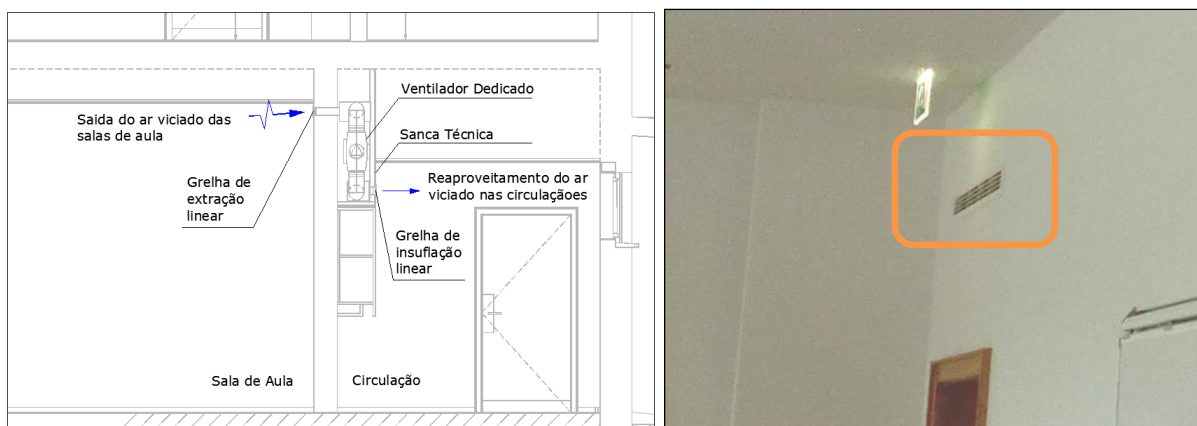 Ventilador Dedicado
Saida do ar viciado das
salas de aula
Sanca Técnica
Reaproveitamento do ar
viciado nas circulaçãoes
Grelha de
extração
linear
Grelha de
insuflação
linear
Sala de Aula
Circulação